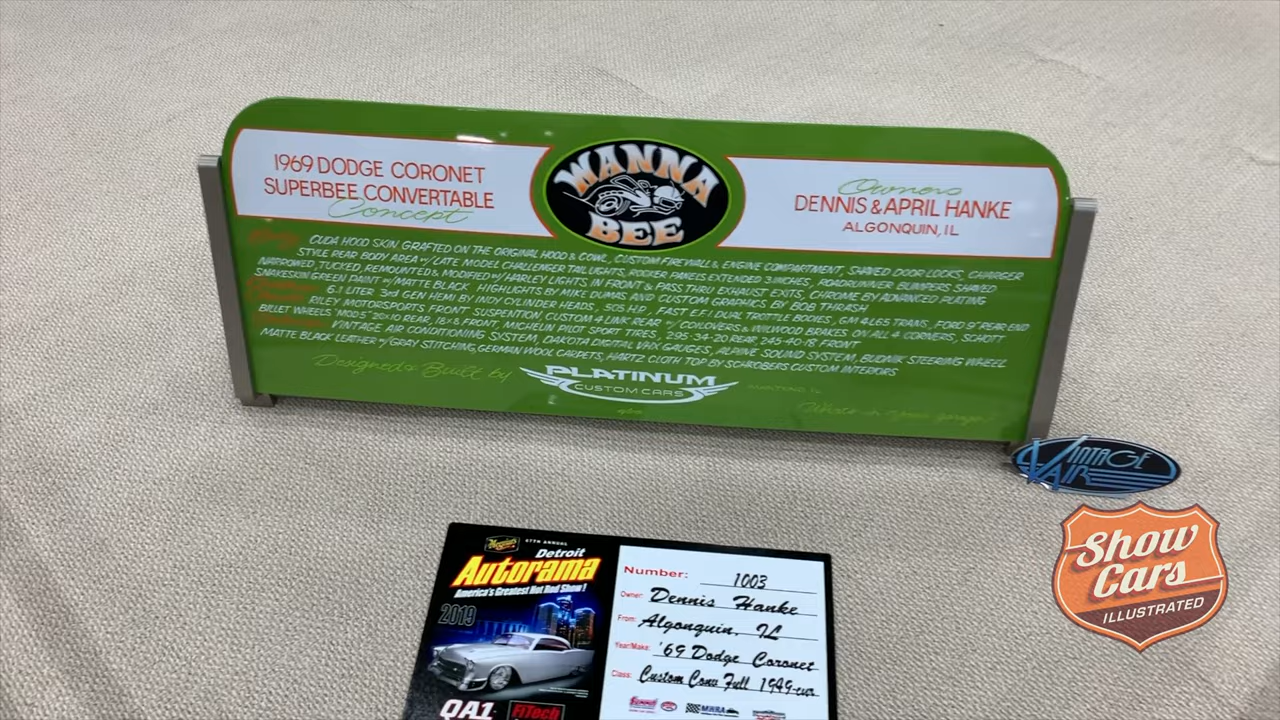 1969 DODGE CORONET
SUPERBEE CONVERTABLE
Concept
WANNA
BEE
Owners
DENNIS & APRIL HANKE
ALGONQUIN, IL
Body CUDA HOOD SKIN GRAFTED ON THE ORIGINAL HOOD & COWL, CUSTOM FIREWALL & ENGINE COMPARTMENT, SHAVED DOOR LOCKS, CHARGER
STYLE REAR BODY AREA W/ LATE MODEL CHALLENGER TAIL LIGHTS, ROCKER PANELS EXTENDED 3 INCHES, ROADRUNNER BUMPERS SHAVED
NARROWED, TUCKED, REMOUNTED & MODIFIED W/ HARLEY LIGHTS IN FRONT & PASS THRU EXHAUST EXITS, CHROME BY ADVANCED PLATING
SNAKESKIN GREEN PAINT W/ MATTE BLACK HIGHLIGHTS BY MIKE DUMAS AND CUSTOM GRAPHICS BY BOB THRASH
6.1 LITER 3rd GEN HEMI BY INDY CYLINDER HEADS. 505 H.P., FAST E.F.I. DUAL TROTTLE BODIES, GM 4L65 TRANS., FORD 9" REAR END
RILEY MOTORSPORTS FRONT SUSPENTION, CUSTOM 4 LINK REAR W/ COILOVERS & WILWOOD BRAKES ON ALL 4 CORNERS, SCHOTT
BILLET WHEELS "MOD 5" 20x10 REAR, 18x8 FRONT, MICHELIN PILOT SPORT TIRES, 295-34-20 REAR 245-40-18 FRONT
VINTAGE AIR CONDITIONING SYSTEM, DAKOTA DIGITAL VHX GAUGES, ALPINE SOUND SYSTEM, BUDNIK STEERING WHEEL
MATTE BLACK LEATHER W/ GRAY STITCHING, GERMAN WOOL CARPETS, HARTZ CLOTH TOP BY SCHROBERS CUSTOM INTERIORS
Designed & Built by
PLATINUM
CUSTOM CARS
What's in Your garage?
VINTAGE
AIR
Show
Cars
ILLUSTRATED
Meguiar's
67TH ANNUAL
Detroit
Autorama
America's Greatest Hot Rod Show!
2019
QA1
FiTech
Number: 1003
Owner: Dennis Hanke
From: Algonquin, IL
Year/Make: '69 Dodge Coronet
Class: Custom Conv Full 1949-cur
Summit
MHRA